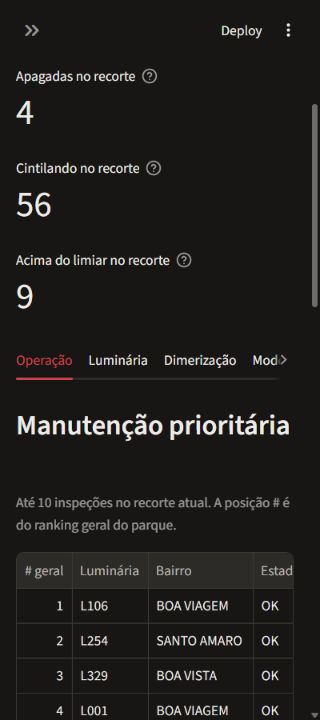 Deploy
Apagadas no recorte
4
Cintilando no recorte
56
Acima do limiar no recorte
9
Operação Luminária Dimerização Mod
Manutenção prioritária
Até 10 inspeções no recorte atual. A posição # é
do ranking geral do parque.
# geral Luminária Bairro Estad
1 L106 BOA VIAGEM OK
2 L254 SANTO AMARO OK
3 L329 BOA VISTA OK
4 L001 BOA VIAGEM OK